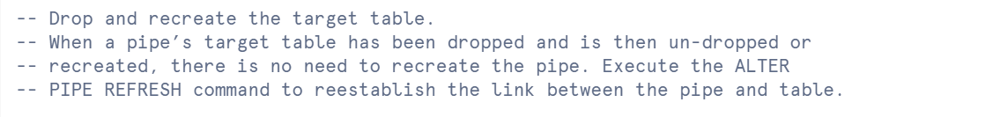 -- Drop and recreate the target table.
-- When a pipe’s target table has been dropped and is then un-dropped or
-- recreated, there is no need to recreate the pipe. Execute the ALTER
-- PIPE REFRESH command to reestablish the link between the pipe and table.